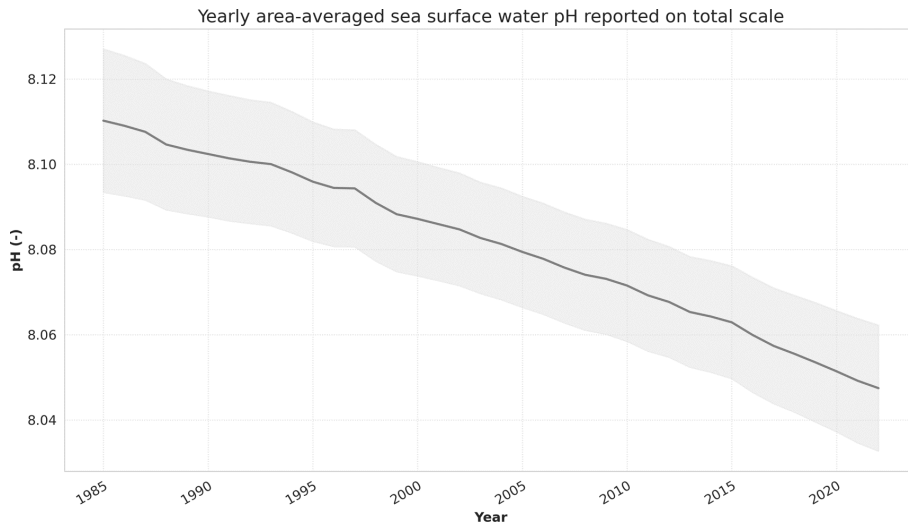 Yearly area-averaged sea surface water pH reported on total scale
8.12
8.10
8.08
8.06
8.04
pH (-)
1985 1990 1995 2000 2005 2010 2015 2020
Year